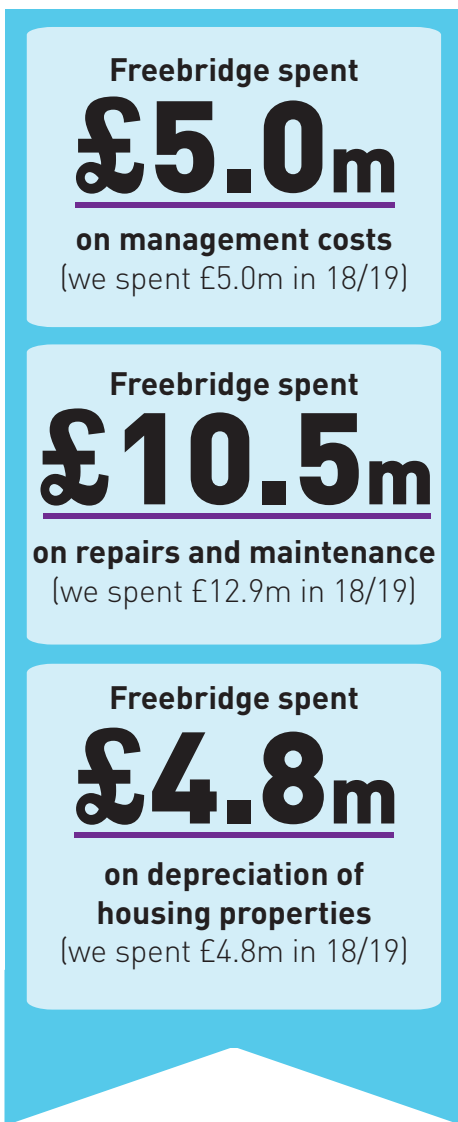 Freebridge spent
£5.0m
on management costs
(we spent £5.0m in 18/19)
Freebridge spent
£10.5m
on repairs and maintenance
(we spent £12.9m in 18/19)
Freebridge spent
£4.8m
on depreciation of
housing properties
(we spent £4.8m in 18/19)